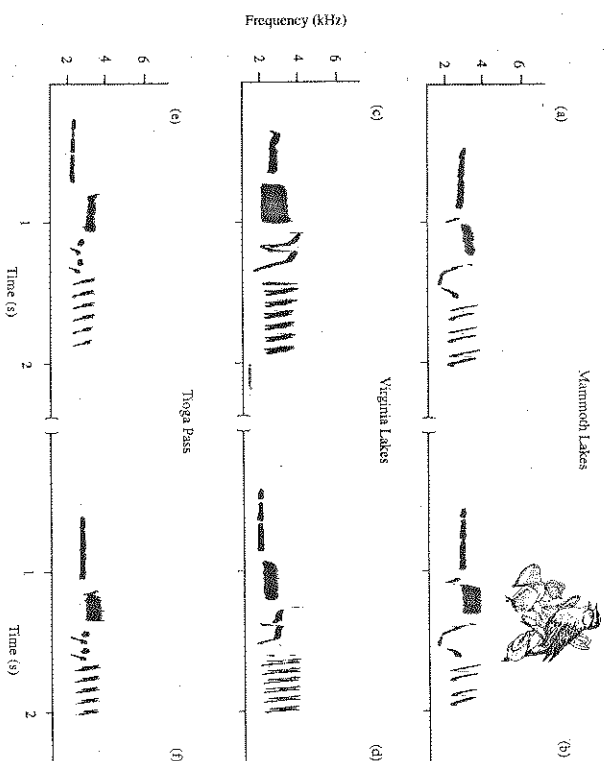 Frequency (kHz)
Mammoth Lakes
(a)
(b)
2
4
6
Virginia Lakes
(c)
(d)
2
4
6
Tioga Pass
(e)
(f)
2
4
6
1
2
1
2
Time (s)
Time (s)